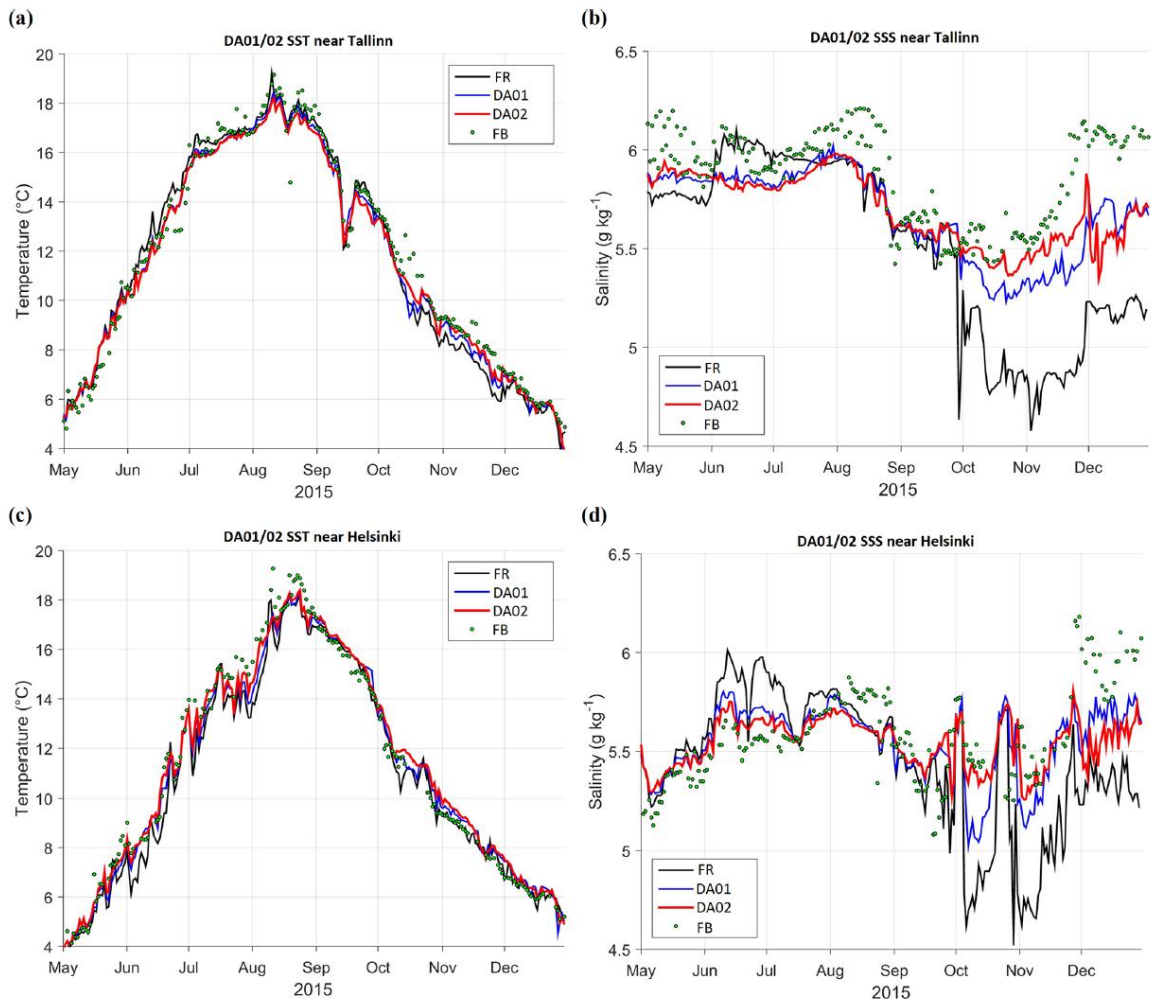 (a)
DA01/02 SST near Tallinn
20
18
16
14
12
10
8
6
4
Temperature (°C)
FR
DA01
DA02
FB
May Jun Jul Aug Sep Oct Nov Dec
2015
(b)
DA01/02 SSS near Tallinn
6.5
6
5.5
5
4.5
Salinity (g kg⁻¹)
FR
DA01
DA02
FB
May Jun Jul Aug Sep Oct Nov Dec
2015
(c)
DA01/02 SST near Helsinki
20
18
16
14
12
10
8
6
4
Temperature (°C)
FR
DA01
DA02
FB
May Jun Jul Aug Sep Oct Nov Dec
2015
(d)
DA01/02 SSS near Helsinki
6.5
6
5.5
5
4.5
Salinity (g kg⁻¹)
FR
DA01
DA02
FB
May Jun Jul Aug Sep Oct Nov Dec
2015